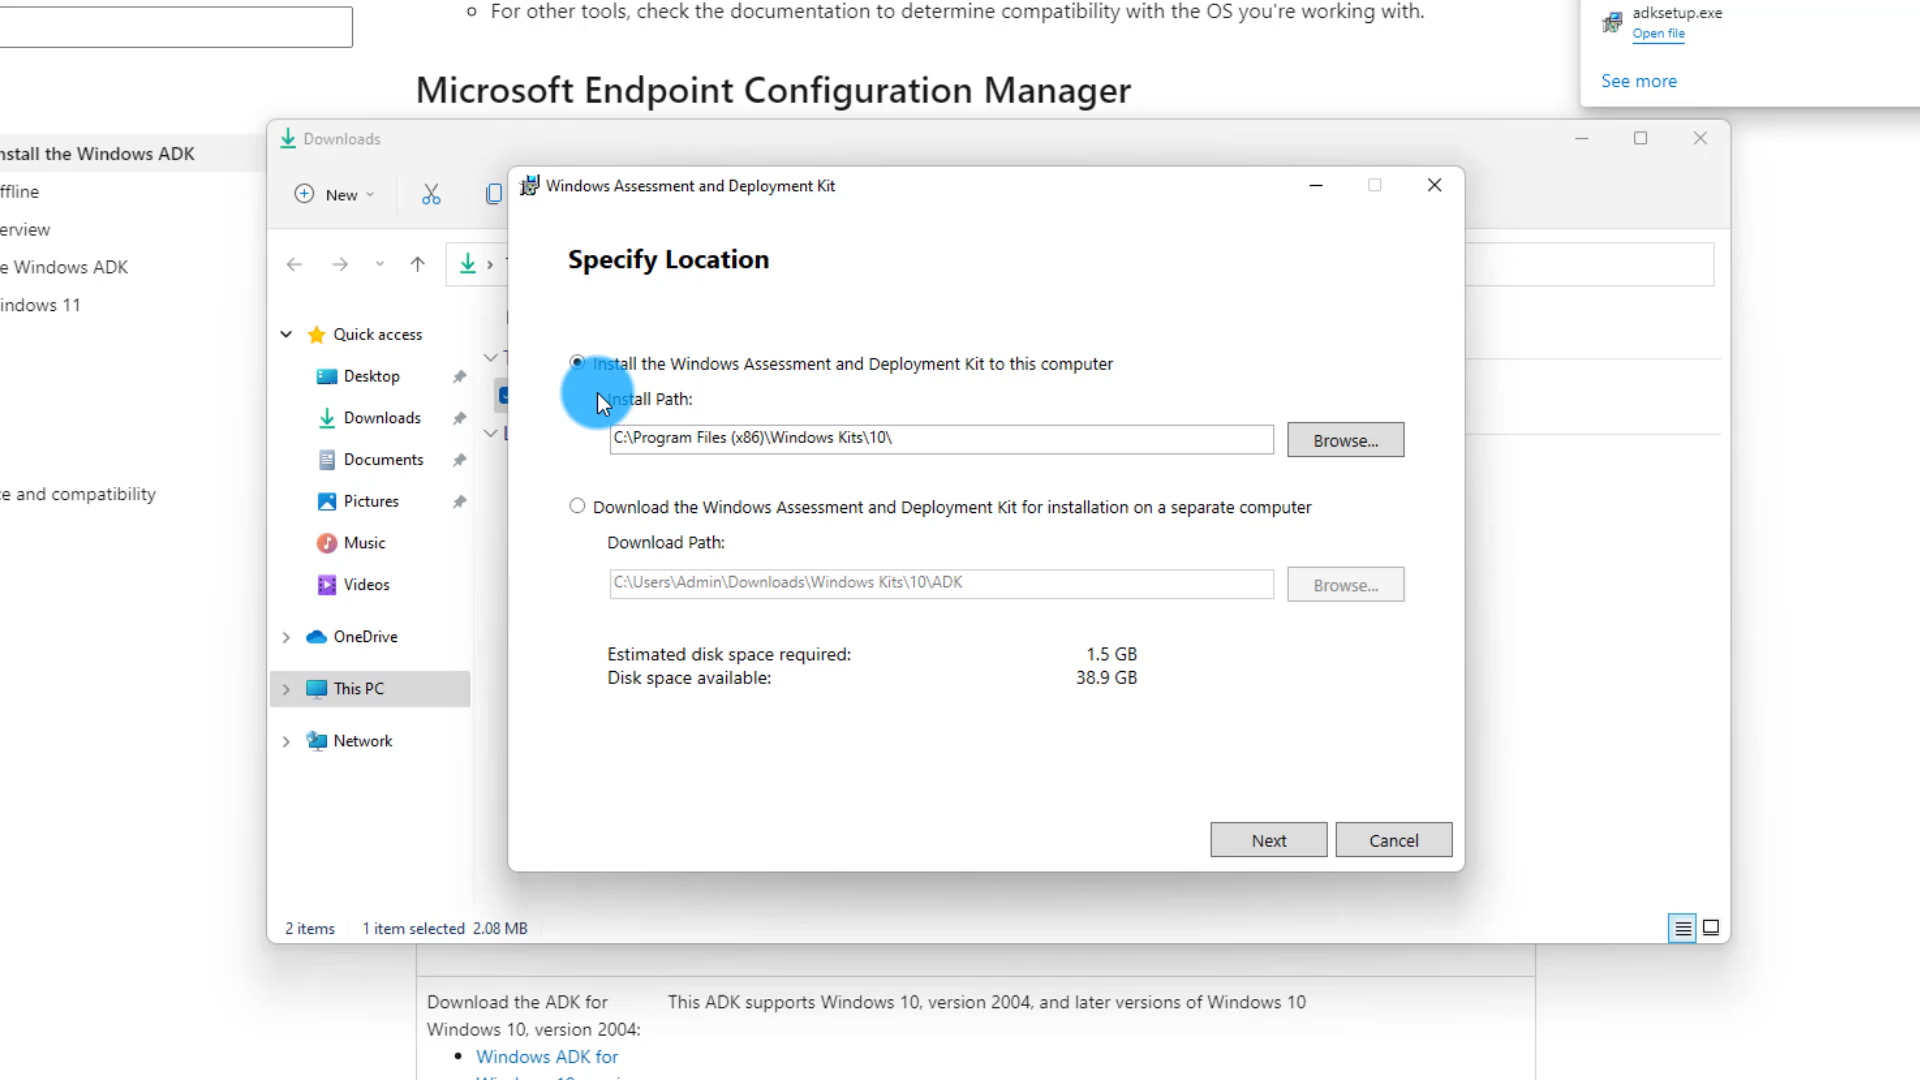 For other tools, check the documentation to determine compatibility with the OS you're working with.
adksetup.exe
Open file
See more
Microsoft Endpoint Configuration Manager
nstall the Windows ADK
ffline
erview
e Windows ADK
indows 11
e and compatibility
Downloads
New
Quick access
Desktop
Downloads
Documents
Pictures
Music
Videos
OneDrive
This PC
Network
2 items 1 item selected 2.08 MB
Windows Assessment and Deployment Kit
Specify Location
Install the Windows Assessment and Deployment Kit to this computer
Install Path:
C:\Program Files (x86)\Windows Kits\10\
Browse...
Download the Windows Assessment and Deployment Kit for installation on a separate computer
Download Path:
C:\Users\Admin\Downloads\Windows Kits\10\ADK
Browse...
Estimated disk space required: 1.5 GB
Disk space available: 38.9 GB
Next Cancel
Download the ADK for
Windows 10, version 2004:
Windows ADK for
This ADK supports Windows 10, version 2004, and later versions of Windows 10